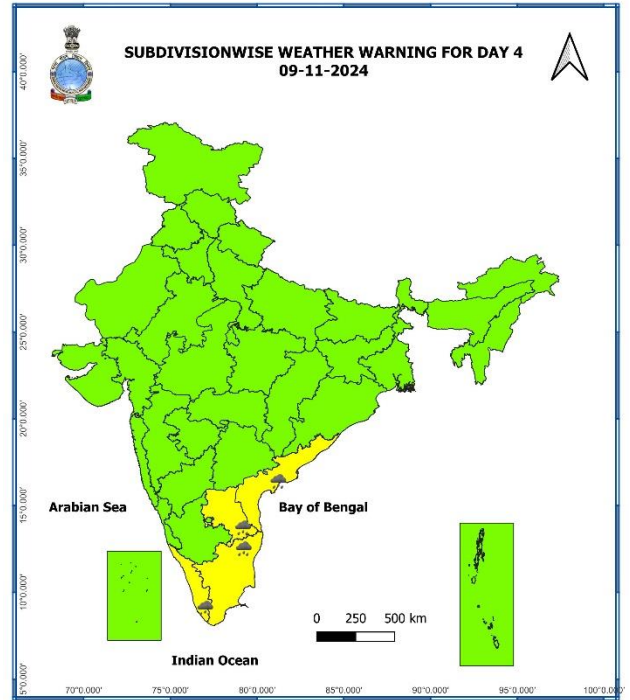 SUBDIVISIONWISE WEATHER WARNING FOR DAY 4
09-11-2024
40°0.000'
35°0.000'
30°0.000'
25°0.000'
20°0.000'
15°0.000'
10°0.000'
5°0.000'
Arabian Sea
Bay of Bengal
0 250 500 km
Indian Ocean
70°0.000' 75°0.000' 80°0.000' 85°0.000' 90°0.000' 95°0.000' 100°0.000'